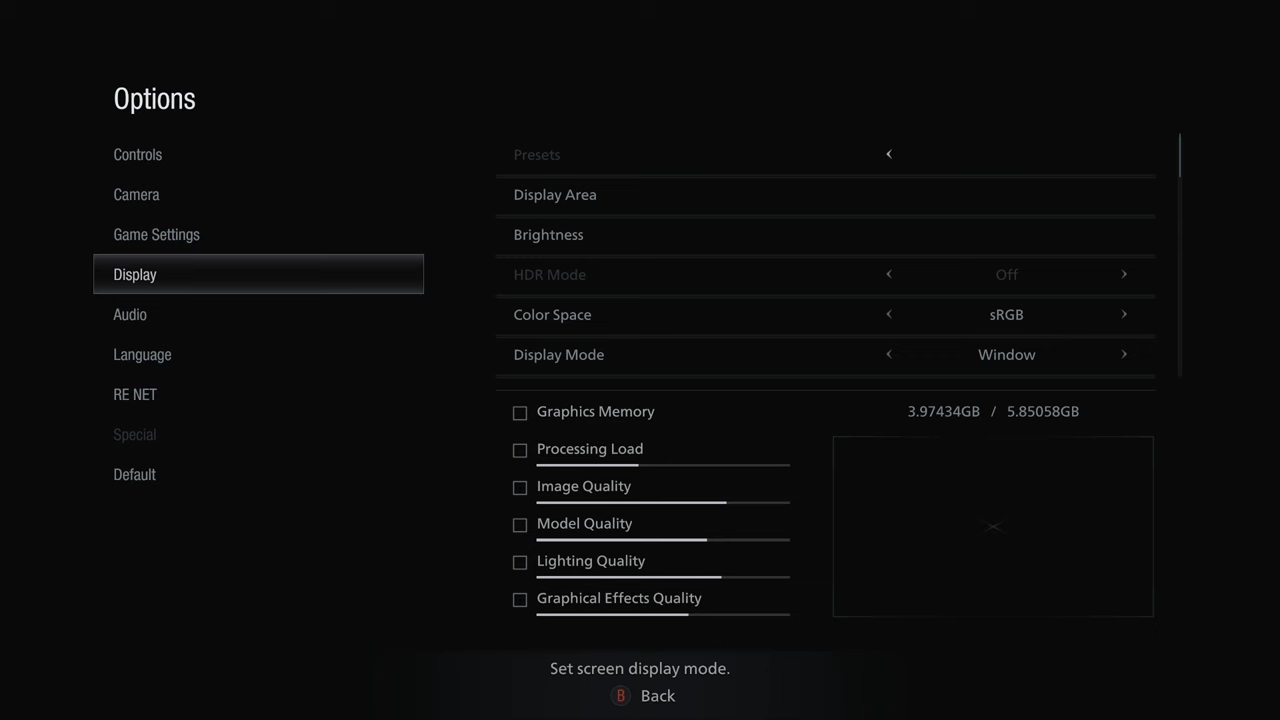 Options
Controls
Camera
Game Settings
Display
Audio
Language
RE NET
Special
Default
Presets
Display Area
Brightness
HDR Mode Off
Color Space sRGB
Display Mode Window
Graphics Memory 3.97434GB / 5.85058GB
Processing Load
Image Quality
Model Quality
Lighting Quality
Graphical Effects Quality
Set screen display mode.
B Back